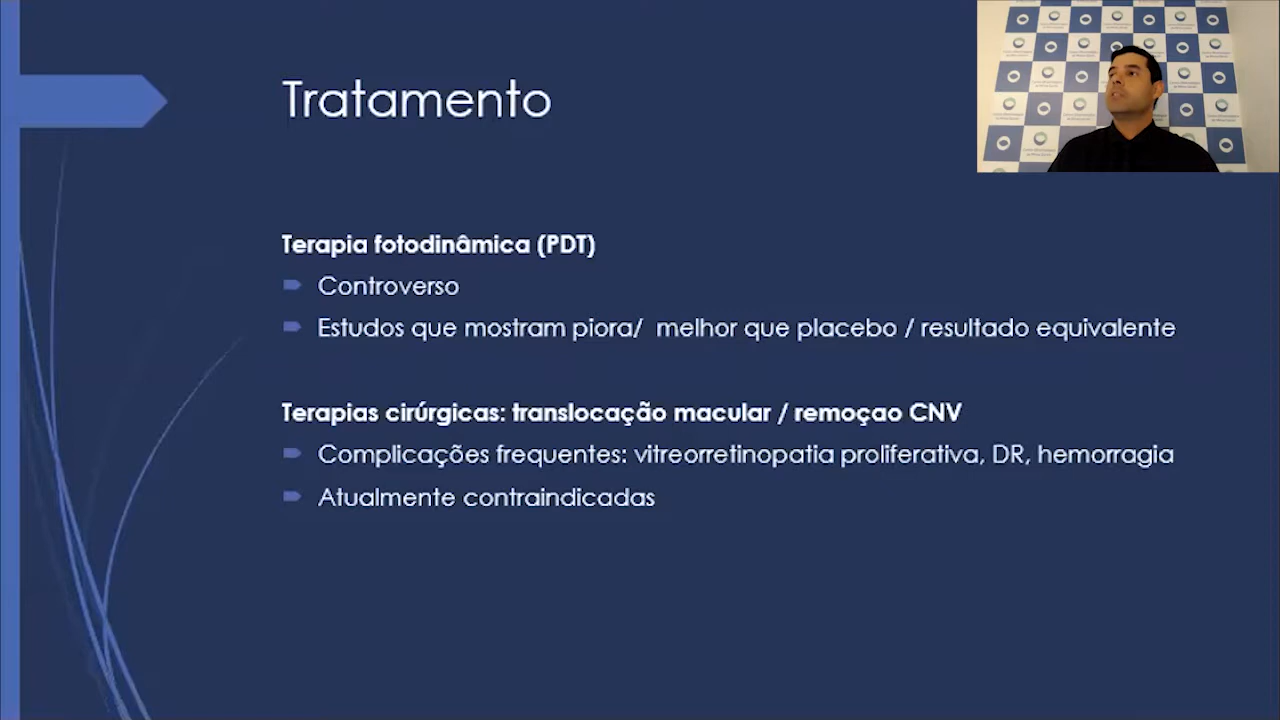 Tratamento
Terapia fotodinâmica (PDT)
Controverso
Estudos que mostram piora/ melhor que placebo / resultado equivalente
Terapias cirúrgicas: translocação macular / remoçao CNV
Complicações frequentes: vitreorretinopatia proliferativa, DR, hemorragia
Atualmente contraindicadas